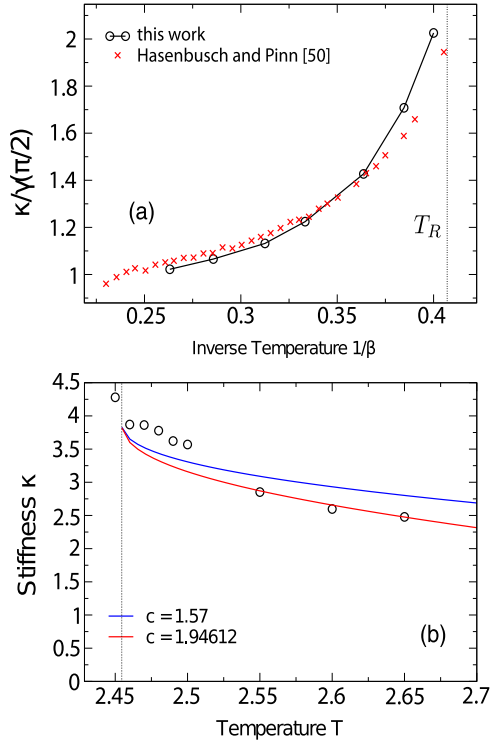 2
1.8
1.6
1.4
1.2
1
κ/γ(π/2)
this work
Hasenbusch and Pinn [50]
(a)
T_R
0.25 0.3 0.35 0.4
Inverse Temperature 1/β
4.5
4
3.5
3
2.5
2
1.5
1
0.5
0
Stiffness κ
c = 1.57
c = 1.94612
(b)
2.45 2.5 2.55 2.6 2.65 2.7
Temperature T